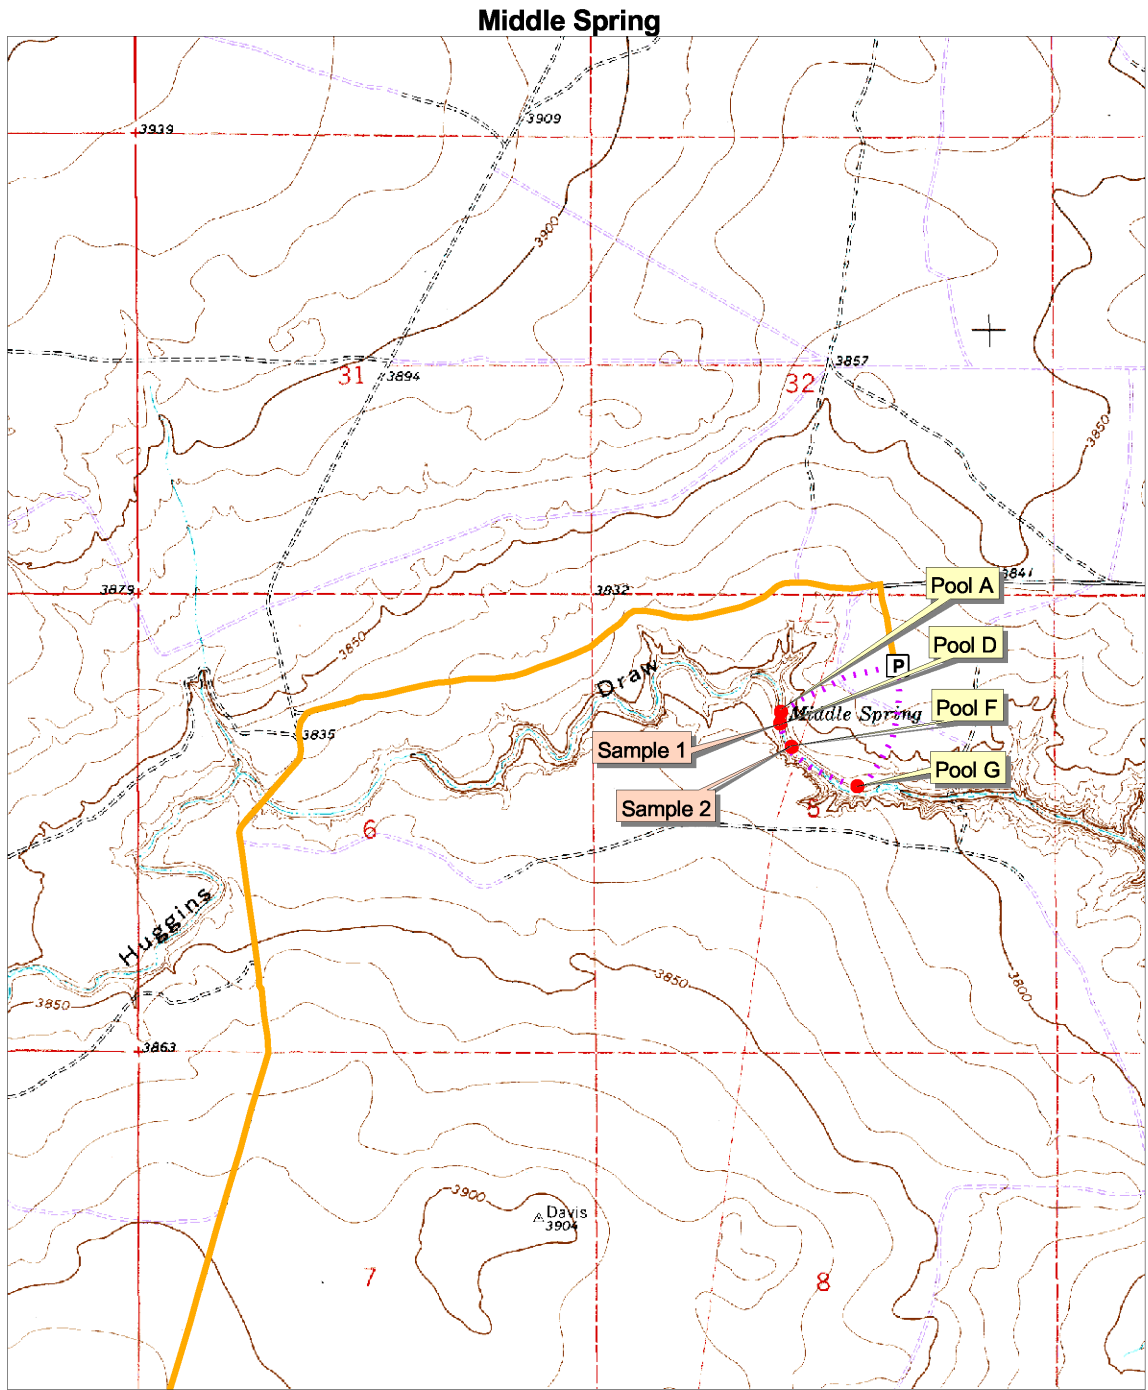 Middle Spring
3909
3939
3900
3857
31
3894
32
3850
3841
Pool A
3879
3832
Pool D
3850
P
Draw
Pool F
Middle Spring
3835
Sample 1
Pool G
Sample 2
5
6
Huggins
3850
3850
3800
3863
3900
Davis
3904
7
8